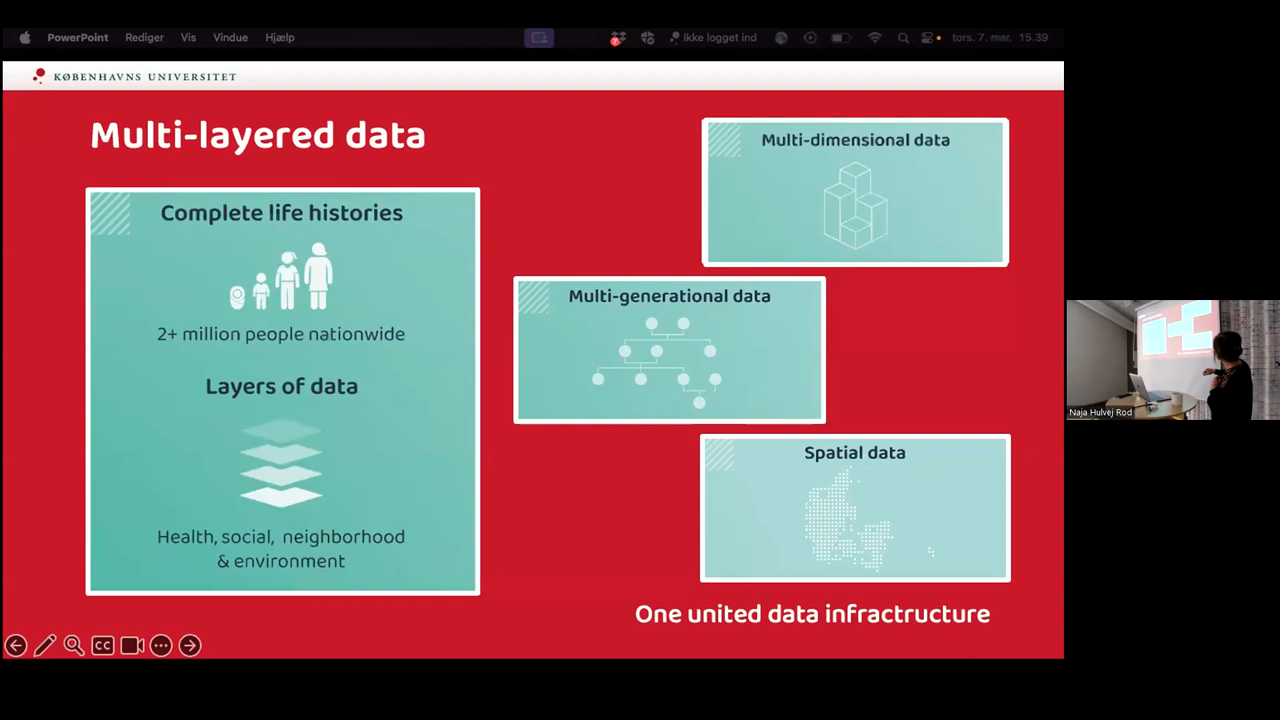 PowerPoint Rediger Vis Vindue Hjælp
7 Ikke logget ind tors. 7. mar. 15.39
KØBENHAVNS UNIVERSITET
Multi-layered data
Complete life histories
2+ million people nationwide
Layers of data
Health, social, neighborhood
& environment
Multi-dimensional data
Multi-generational data
Spatial data
One united data infractructure
CC
Naja Hulvej Rod